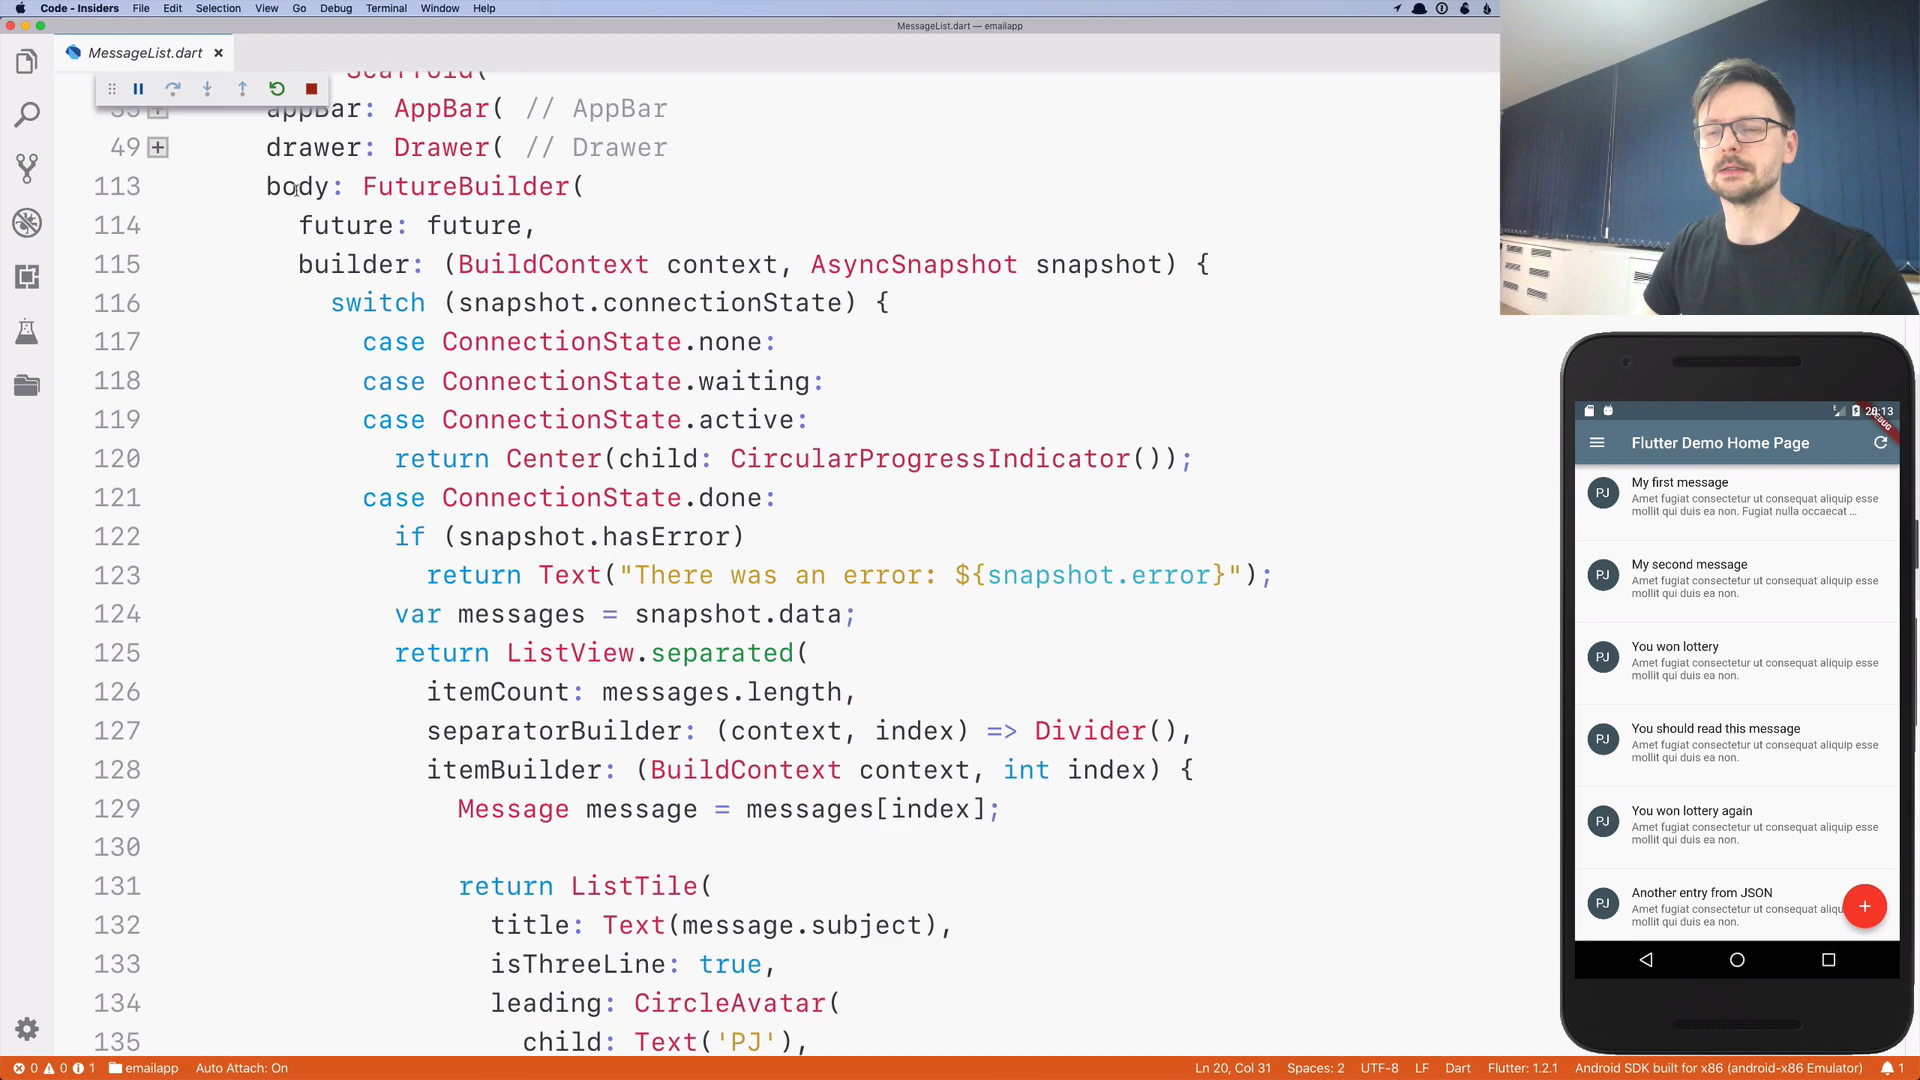 Code - Insiders File Edit Selection View Go Debug Terminal Window Help
MessageList.dart — emailapp
MessageList.dart
Scaffold(
35 appBar: AppBar( // AppBar
49 drawer: Drawer( // Drawer
113 body: FutureBuilder(
114 future: future,
115 builder: (BuildContext context, AsyncSnapshot snapshot) {
116 switch (snapshot.connectionState) {
117 case ConnectionState.none:
118 case ConnectionState.waiting:
119 case ConnectionState.active:
120 return Center(child: CircularProgressIndicator());
121 case ConnectionState.done:
122 if (snapshot.hasError)
123 return Text("There was an error: ${snapshot.error}");
124 var messages = snapshot.data;
125 return ListView.separated(
126 itemCount: messages.length,
127 separatorBuilder: (context, index) => Divider(),
128 itemBuilder: (BuildContext context, int index) {
129 Message message = messages[index];
130
131 return ListTile(
132 title: Text(message.subject),
133 isThreeLine: true,
134 leading: CircleAvatar(
135 child: Text('PJ'),
20:13
DEBUG
Flutter Demo Home Page
PJ
My first message
Amet fugiat consectetur ut consequat aliquip esse
mollit qui duis ea non. Fugiat nulla occaecat ...
PJ
My second message
Amet fugiat consectetur ut consequat aliquip esse
mollit qui duis ea non.
PJ
You won lottery
Amet fugiat consectetur ut consequat aliquip esse
mollit qui duis ea non.
PJ
You should read this message
Amet fugiat consectetur ut consequat aliquip esse
mollit qui duis ea non.
PJ
You won lottery again
Amet fugiat consectetur ut consequat aliquip esse
mollit qui duis ea non.
PJ
Another entry from JSON
Amet fugiat consectetur ut consequat aliqu
mollit qui duis ea non.
0 0 1 emailapp Auto Attach: On Ln 20, Col 31 Spaces: 2 UTF-8 LF Dart Flutter: 1.2.1 Android SDK built for x86 (android-x86 Emulator) 1